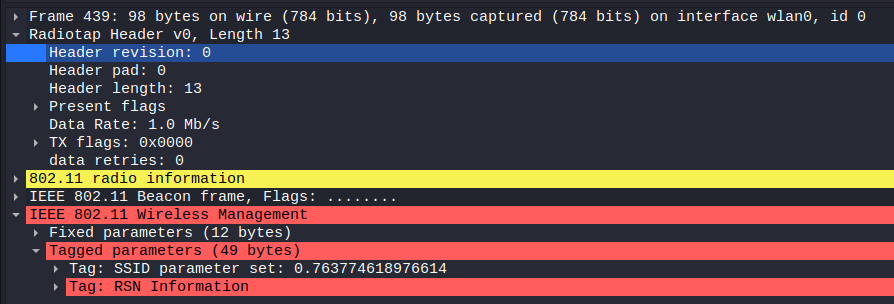 Frame 439: 98 bytes on wire (784 bits), 98 bytes captured (784 bits) on interface wlan0, id 0
Radiotap Header v0, Length 13
Header revision: 0
Header pad: 0
Header length: 13
Present flags
Data Rate: 1.0 Mb/s
TX flags: 0x0000
data retries: 0
802.11 radio information
IEEE 802.11 Beacon frame, Flags: ........
IEEE 802.11 Wireless Management
Fixed parameters (12 bytes)
Tagged parameters (49 bytes)
Tag: SSID parameter set: 0.763774618976614
Tag: RSN Information